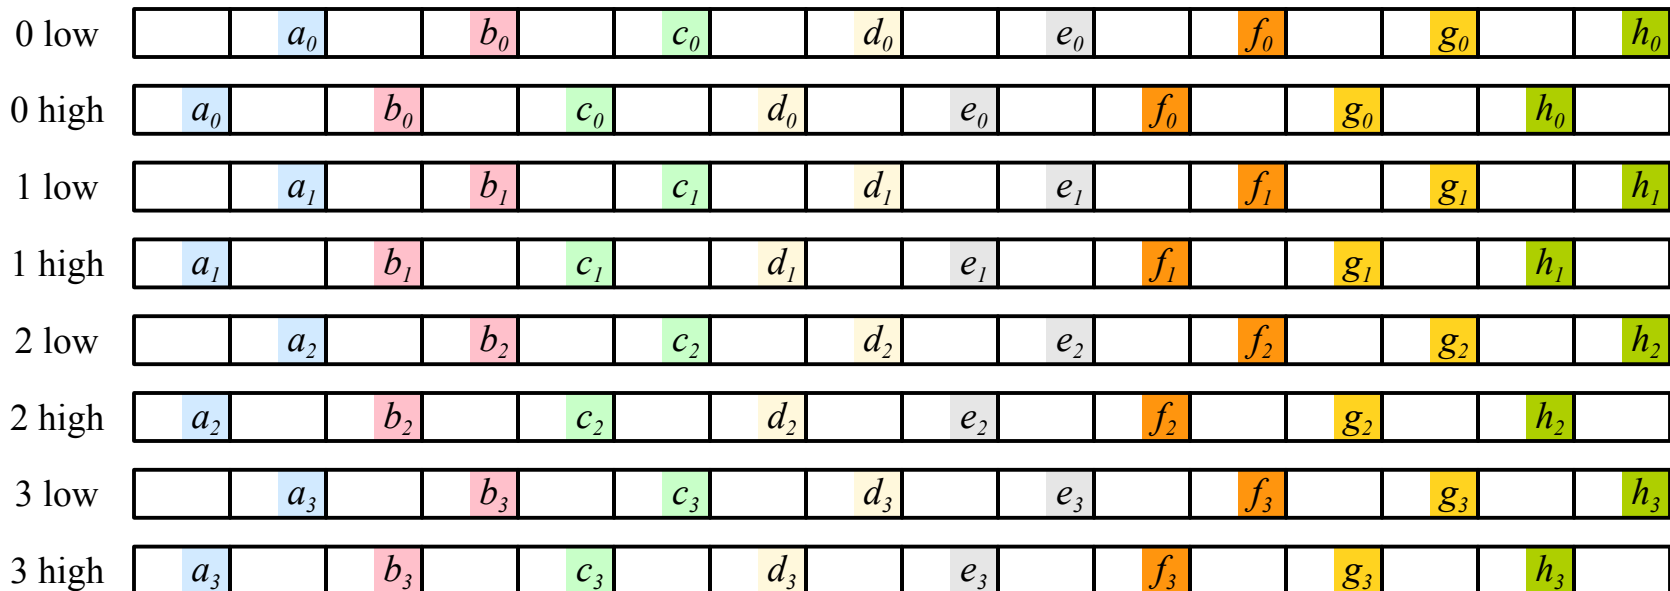 0 low a0 b0 c0 d0 e0 f0 g0 h0
0 high a0 b0 c0 d0 e0 f0 g0 h0
1 low a1 b1 c1 d1 e1 f1 g1 h1
1 high a1 b1 c1 d1 e1 f1 g1 h1
2 low a2 b2 c2 d2 e2 f2 g2 h2
2 high a2 b2 c2 d2 e2 f2 g2 h2
3 low a3 b3 c3 d3 e3 f3 g3 h3
3 high a3 b3 c3 d3 e3 f3 g3 h3